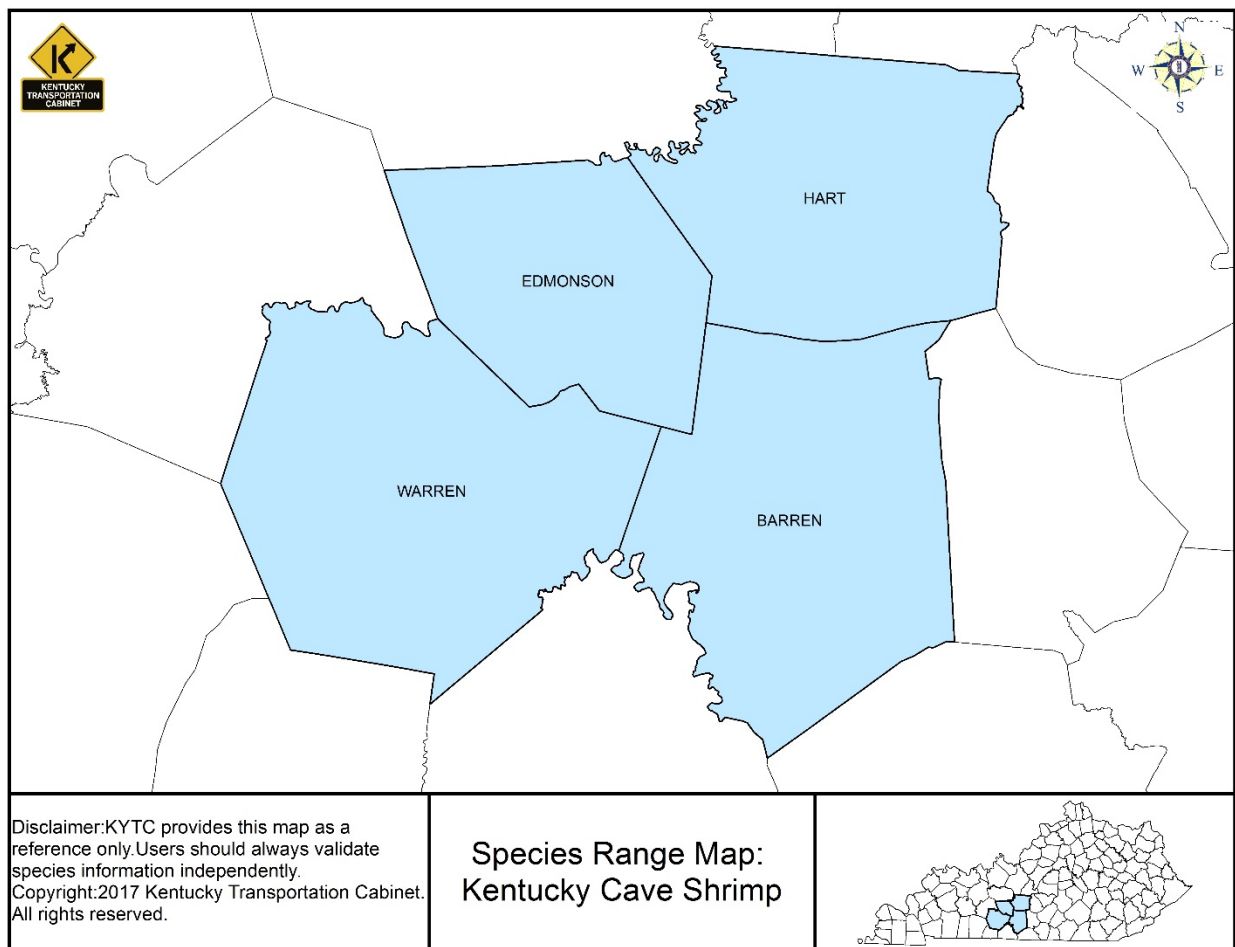 KENTUCKY
TRANSPORTATION
CABINET
N
W
E
S
HART
EDMONSON
WARREN
BARREN
Disclaimer:KYTC provides this map as a
reference only.Users should always validate
species information independently.
Copyright:2017 Kentucky Transportation Cabinet.
All rights reserved.
Species Range Map:
Kentucky Cave Shrimp